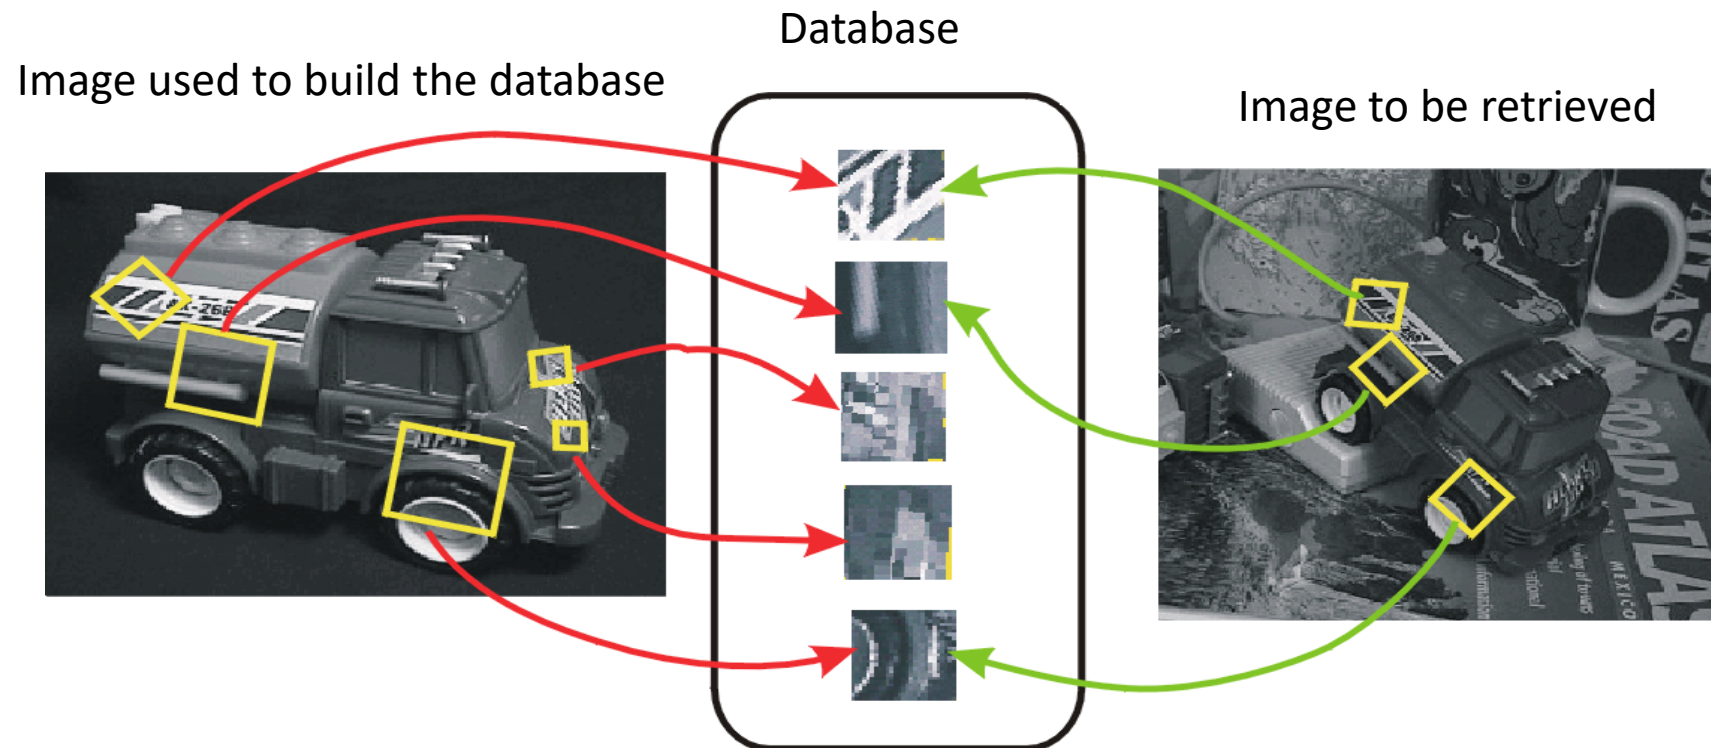 Database
Image used to build the database
Image to be retrieved
ROAD ATLAS
MEXICO